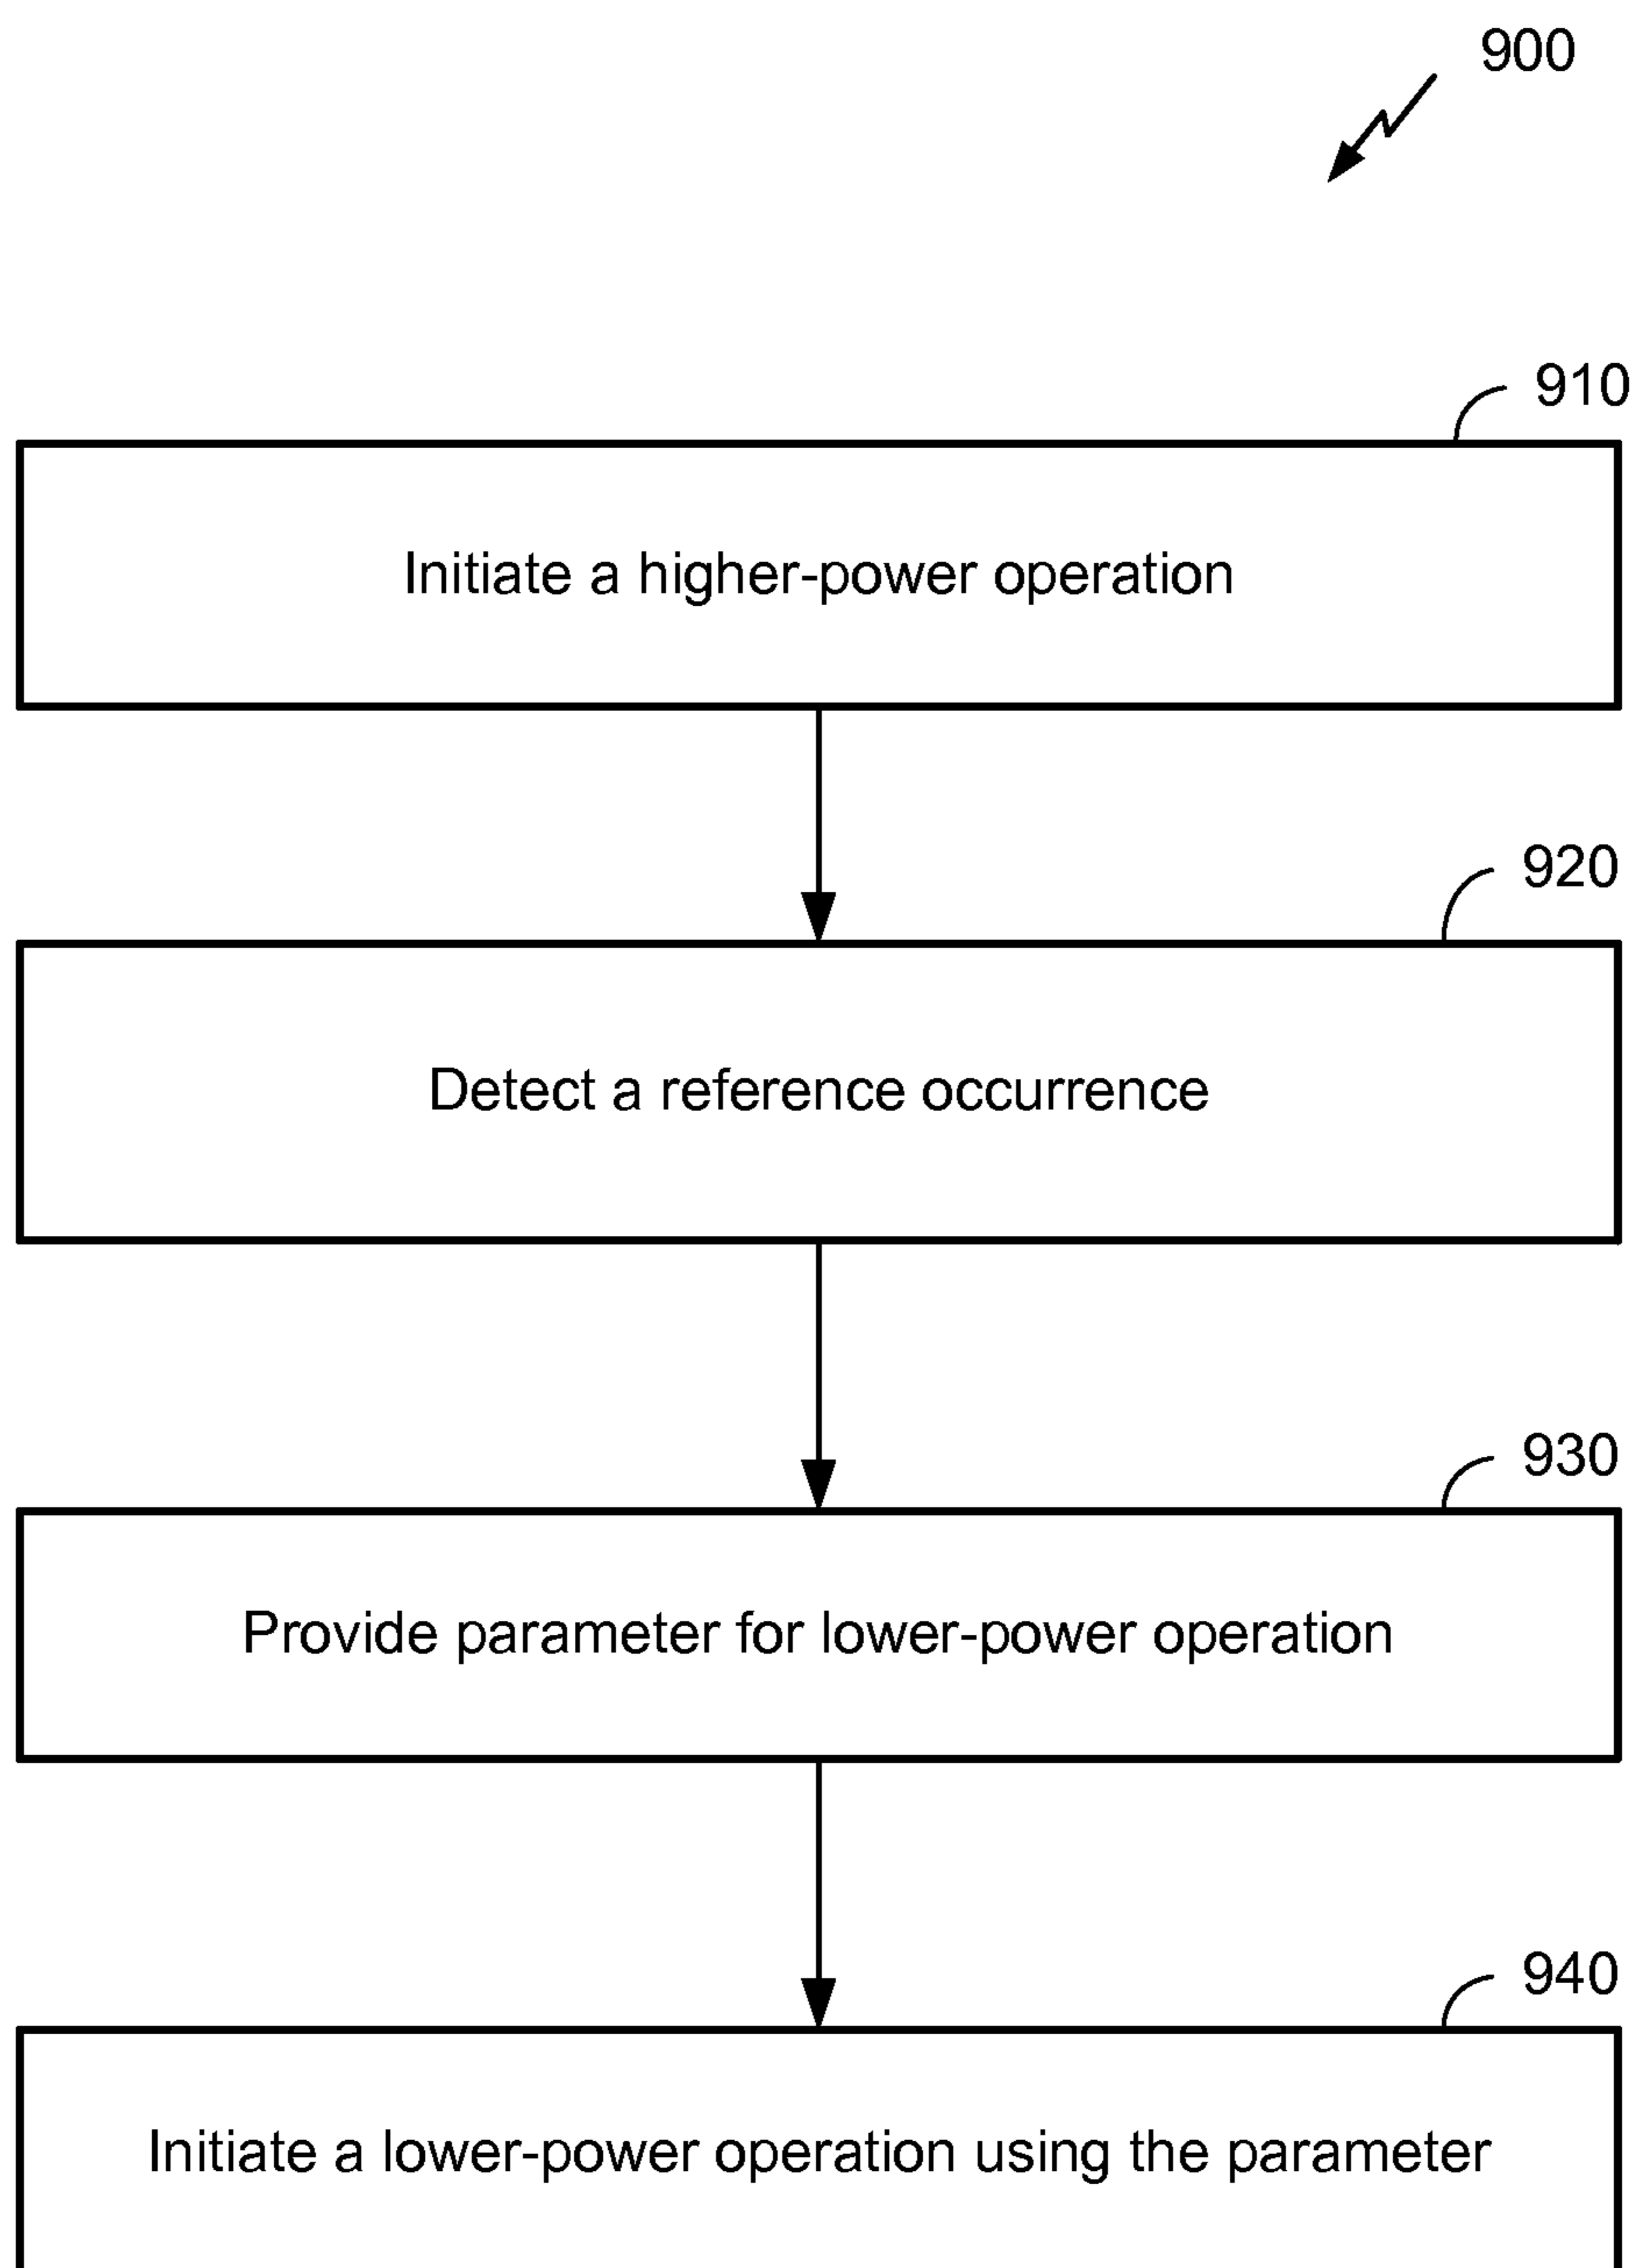 900
910
Initiate a higher-power operation
920
Detect a reference occurrence
930
Provide parameter for lower-power operation
940
Initiate a lower-power operation using the parameter